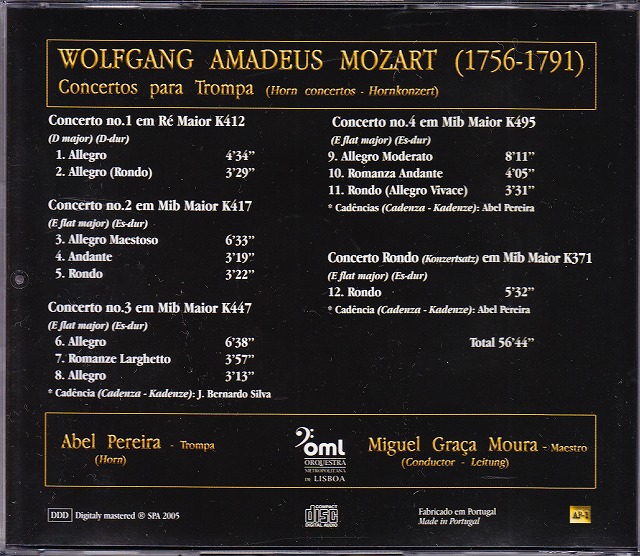 WOLFGANG AMADEUS MOZART (1756-1791)
Concertos para Trompa (Horn concertos - Hornkonzert)
Concerto no.1 em Ré Maior K412
(D major) (D-dur)
1. Allegro 4'34"
2. Allegro (Rondo) 3'29"
Concerto no.2 em Mib Maior K417
(E flat major) (Es-dur)
3. Allegro Maestoso 6'33"
4. Andante 3'19"
5. Rondo 3'22"
Concerto no.3 em Mib Maior K447
(E flat major) (Es-dur)
6. Allegro 6'38"
7. Romanze Larghetto 3'57"
8. Allegro 3'13"
* Cadência (Cadenza - Kadenze): J. Bernardo Silva
Concerto no.4 em Mib Maior K495
(E flat major) (Es-dur)
9. Allegro Moderato 8'11"
10. Romanza Andante 4'05"
11. Rondo (Allegro Vivace) 3'31"
* Cadências (Cadenza - Kadenze): Abel Pereira
Concerto Rondo (Konzertsatz) em Mib Maior K371
(E flat major) (Es-dur)
12. Rondo 5'32"
* Cadência (Cadenza - Kadenze): Abel Pereira
Total 56'44"
Abel Pereira - Trompa
(Horn)
oml
ORQUESTRA
METROPOLITANA
DE LISBOA
Miguel Graça Moura - Maestro
(Conductor - Leitung)
DDD Digitaly mastered ® SPA 2005
COMPACT
disc
DIGITAL AUDIO
Fabricado em Portugal
Made in Portugal
AP-1